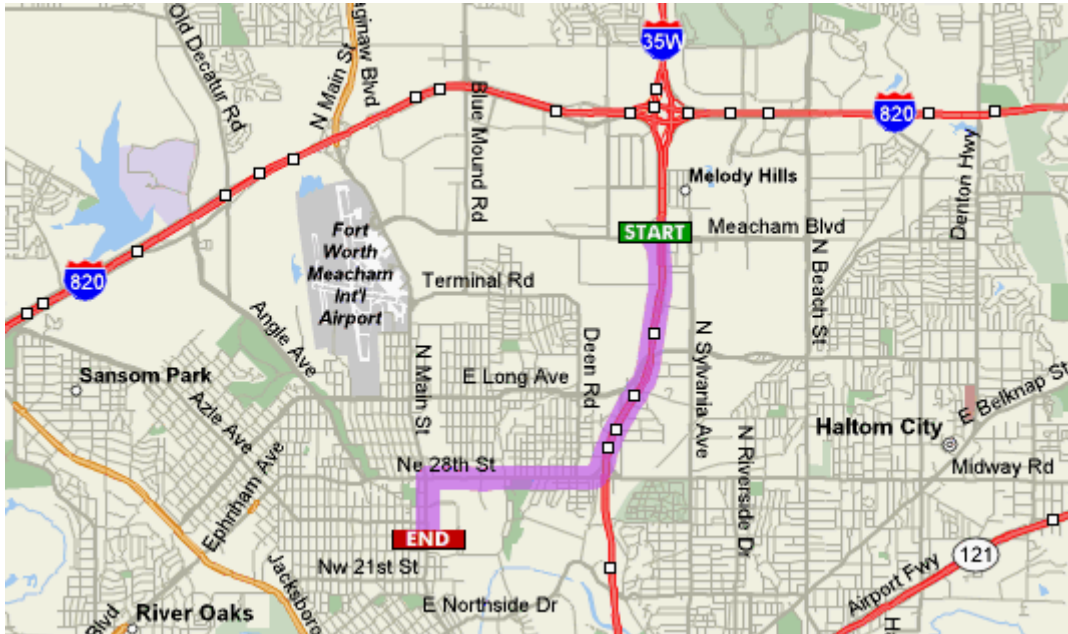 Old Decatur Rd
N Main St
aginaw Blvd
Blue Mound Rd
35W
820
Denton Hwy
Melody Hills
START
Meacham Blvd
Fort
Worth
Meacham
Int'l
Airport
N Beach St
820
Terminal Rd
Angle Ave
N Main St
Deen Rd
N Sylvania Ave
E Long Ave
Sansom Park
Azle Ave
E Belknap St
Haltom City
N Riverside Dr
Ne 28th St
Midway Rd
Ephriham Ave
END
121
Nw 21st St
Jacksboro
Airport Fwy
E Northside Dr
River Oaks
Blvd
Ha